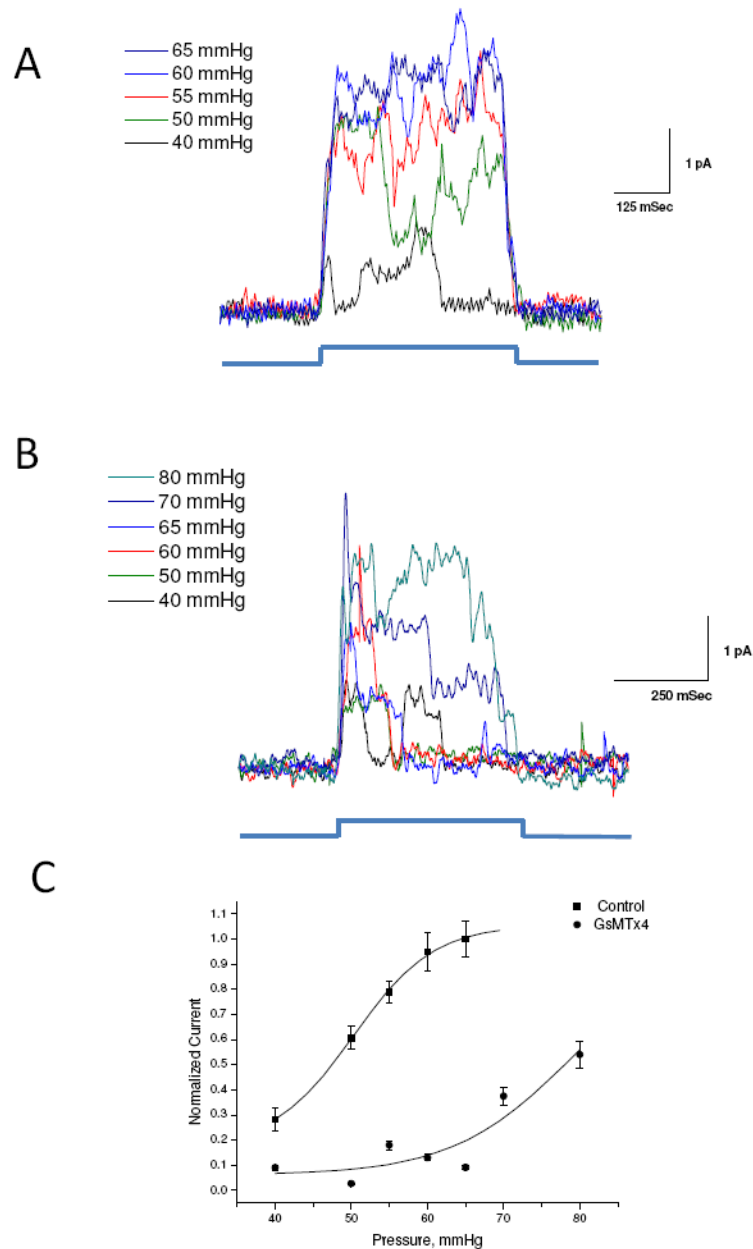 A
65 mmHg
60 mmHg
55 mmHg
50 mmHg
40 mmHg
1 pA
125 mSec
B
80 mmHg
70 mmHg
65 mmHg
60 mmHg
50 mmHg
40 mmHg
1 pA
250 mSec
C
Control
GsMTx4
1.1
1.0
0.9
0.8
0.7
0.6
0.5
0.4
0.3
0.2
0.1
0.0
Normalized Current
40
50
60
70
80
Pressure, mmHg